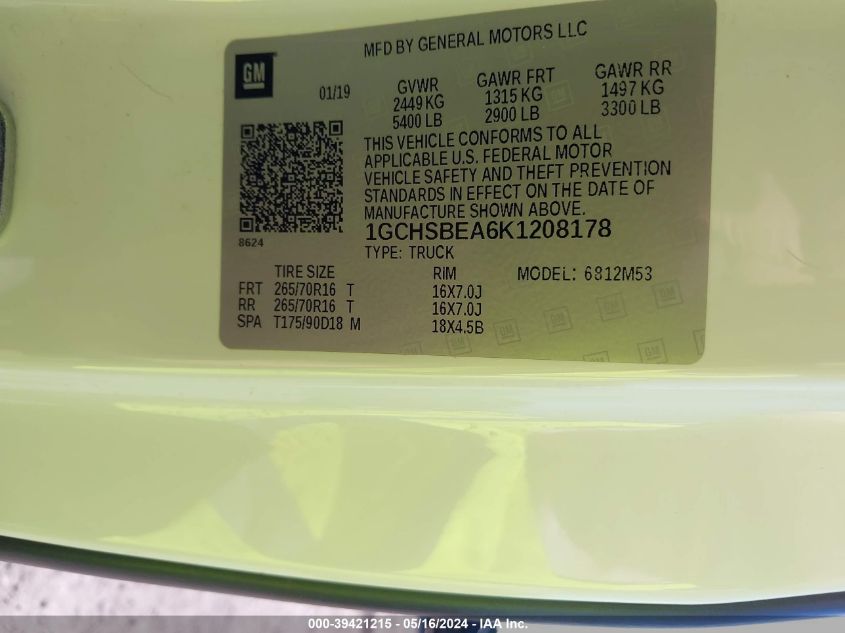 GM
MFD BY GENERAL MOTORS LLC
01/19
GVWR GAWR FRT GAWR RR
2449 KG 1315 KG 1497 KG
5400 LB 2900 LB 3300 LB
THIS VEHICLE CONFORMS TO ALL
APPLICABLE U.S. FEDERAL MOTOR
VEHICLE SAFETY AND THEFT PREVENTION
STANDARDS IN EFFECT ON THE DATE OF
MANUFACTURE SHOWN ABOVE.
8624
1GCHSBEA6K1208178
TYPE: TRUCK
TIRE SIZE RIM MODEL: 6812M53
FRT 265/70R16 T 16X7.0J
RR 265/70R16 T 16X7.0J
SPA T175/90D18 M 18X4.5B
000-39421215 - 05/16/2024 - IAA Inc.